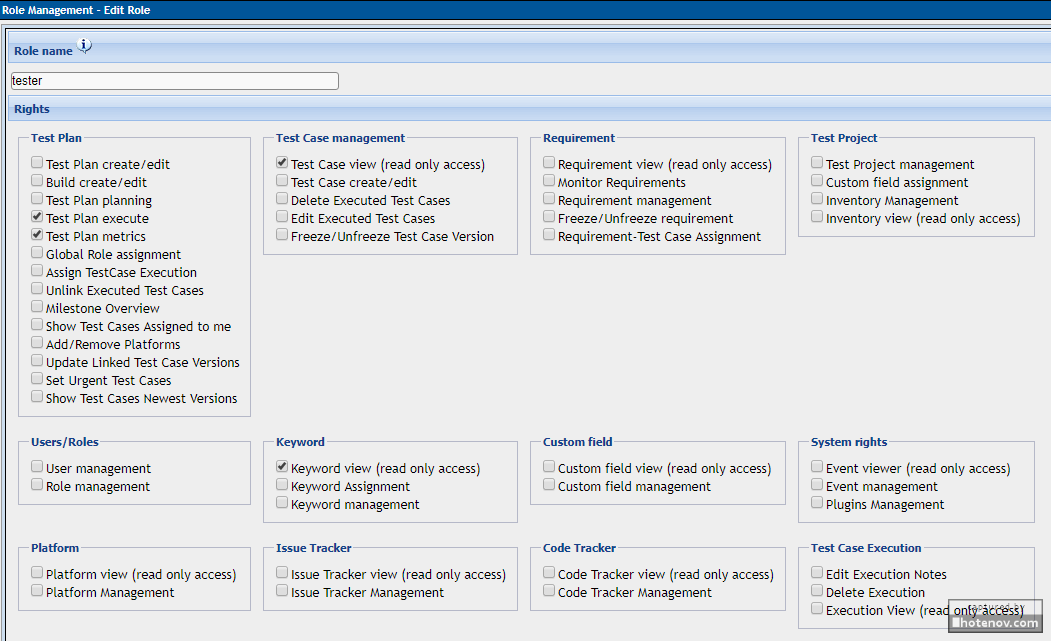 Role Management - Edit Role
Role name
tester
Rights
Test Plan
Test Plan create/edit
Build create/edit
Test Plan planning
Test Plan execute
Test Plan metrics
Global Role assignment
Assign TestCase Execution
Unlink Executed Test Cases
Milestone Overview
Show Test Cases Assigned to me
Add/Remove Platforms
Update Linked Test Case Versions
Set Urgent Test Cases
Show Test Cases Newest Versions
Test Case management
Test Case view (read only access)
Test Case create/edit
Delete Executed Test Cases
Edit Executed Test Cases
Freeze/Unfreeze Test Case Version
Requirement
Requirement view (read only access)
Monitor Requirements
Requirement management
Freeze/Unfreeze requirement
Requirement-Test Case Assignment
Test Project
Test Project management
Custom field assignment
Inventory Management
Inventory view (read only access)
Users/Roles
User management
Role management
Keyword
Keyword view (read only access)
Keyword Assignment
Keyword management
Custom field
Custom field view (read only access)
Custom field management
System rights
Event viewer (read only access)
Event management
Plugins Management
Platform
Platform view (read only access)
Platform Management
Issue Tracker
Issue Tracker view (read only access)
Issue Tracker Management
Code Tracker
Code Tracker view (read only access)
Code Tracker Management
Test Case Execution
Edit Execution Notes
Delete Execution
Execution View (read only access)
captured by
hotenov.com